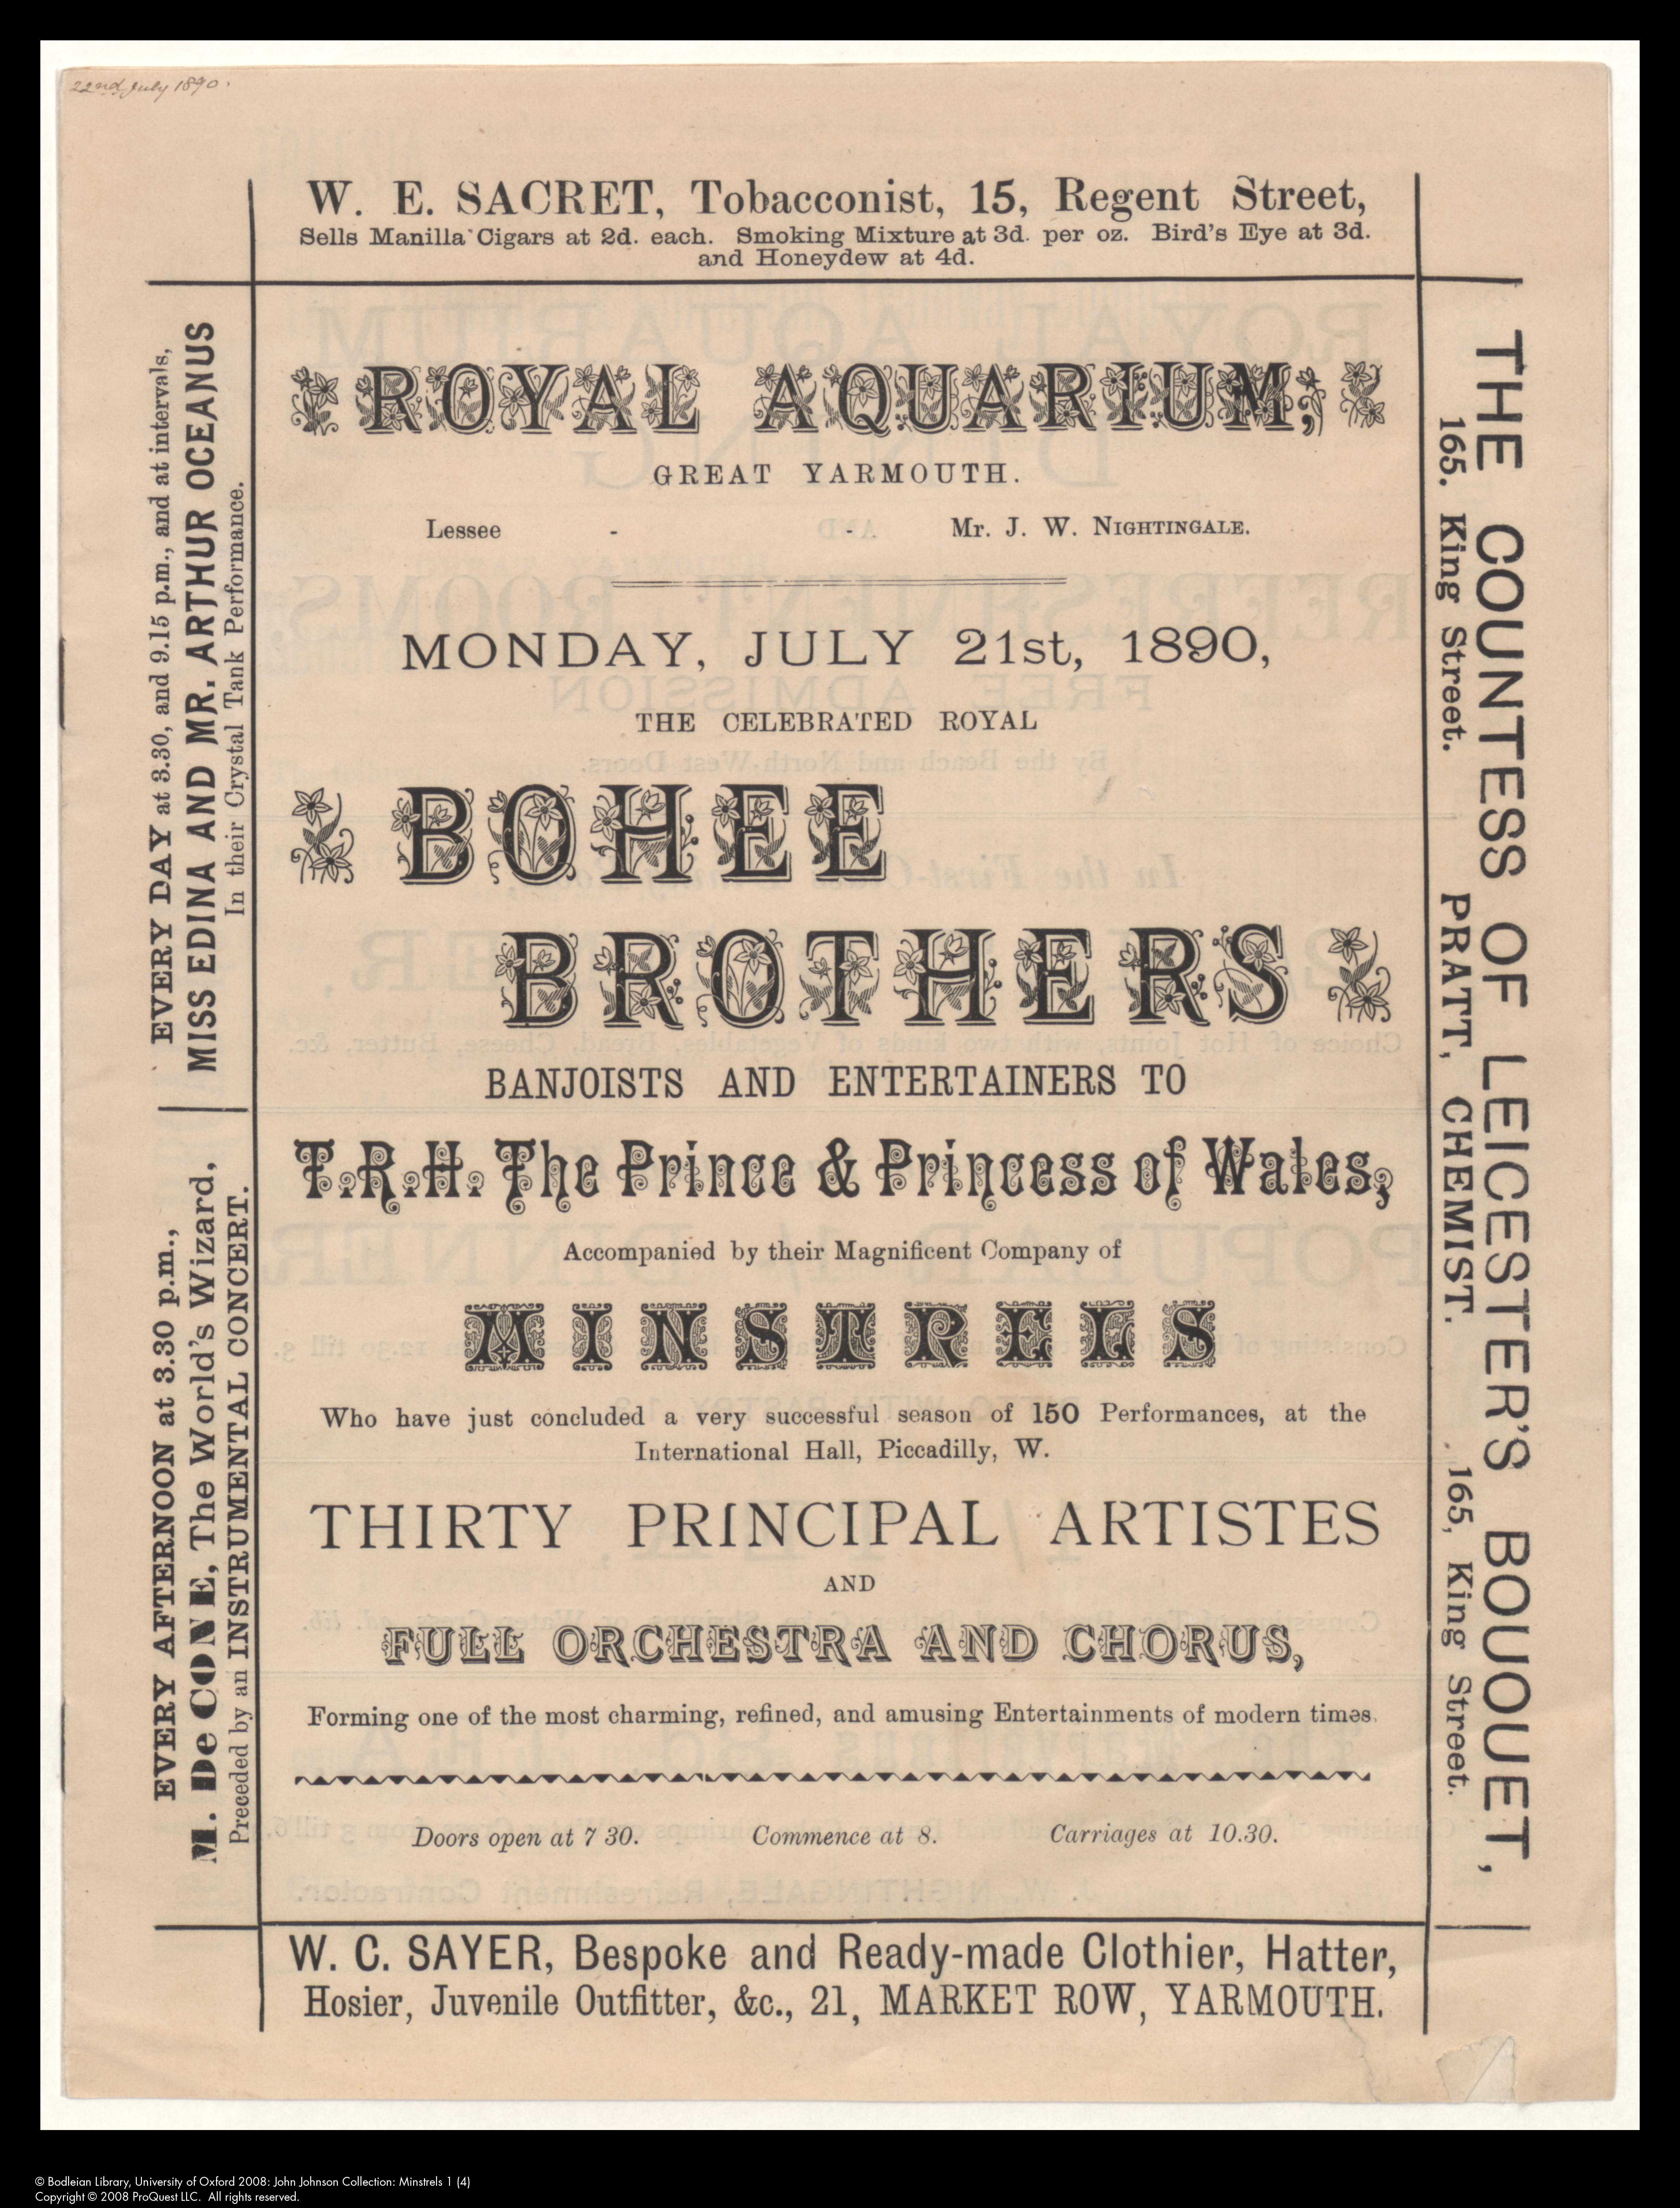 22nd July 1890.
W. E. SACRET, Tobacconist, 15, Regent Street,
Sells Manilla Cigars at 2d. each. Smoking Mixture at 3d. per oz. Bird's Eye at 3d.
and Honeydew at 4d.
EVERY DAY at 3.30, and 9.15 p.m., and at intervals,
MISS EDINA AND MR. ARTHUR OCEANUS
In their Crystal Tank Performance.
EVERY AFTERNOON at 3.30 p.m.,
M. De CONE, The World's Wizard,
Preceded by an INSTRUMENTAL CONCERT.
ROYAL AQUARIUM,
GREAT YARMOUTH.
Lessee - - Mr. J. W. NIGHTINGALE.
MONDAY, JULY 21st, 1890,
THE CELEBRATED ROYAL
BOHEE
BROTHERS
BANJOISTS AND ENTERTAINERS TO
T.R.H. The Prince & Princess of Wales,
Accompanied by their Magnificent Company of
MINSTRELS
Who have just concluded a very successful season of 150 Performances, at the
International Hall, Piccadilly, W.
THIRTY PRINCIPAL ARTISTES
AND
FULL ORCHESTRA AND CHORUS,
Forming one of the most charming, refined, and amusing Entertainments of modern times.
Doors open at 7 30. Commence at 8. Carriages at 10.30.
THE COUNTESS OF LEICESTER'S BOUQUET,
165. King Street. PRATT, CHEMIST. 165, King Street.
W. C. SAYER, Bespoke and Ready-made Clothier, Hatter,
Hosier, Juvenile Outfitter, &c., 21, MARKET ROW, YARMOUTH.
© Bodleian Library, University of Oxford 2008: John Johnson Collection: Minstrels 1 (4)
Copyright © 2008 ProQuest LLC. All rights reserved.